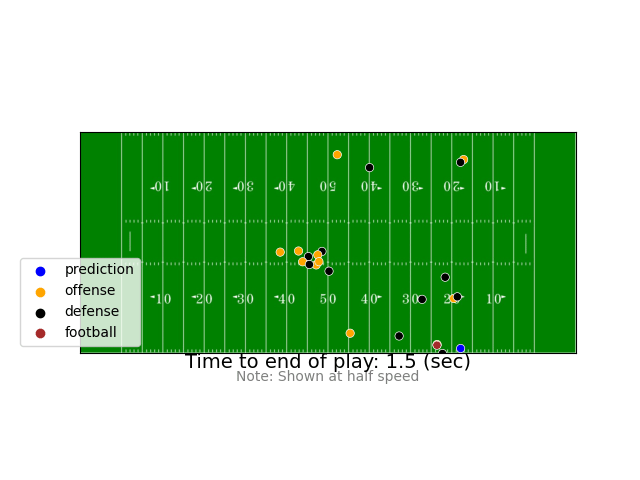 10 20 30 40 50 40 30 20 10
10 20 30 40 50 40 30 20 10
prediction
offense
defense
football
Time to end of play: 1.5 (sec)
Note: Shown at half speed